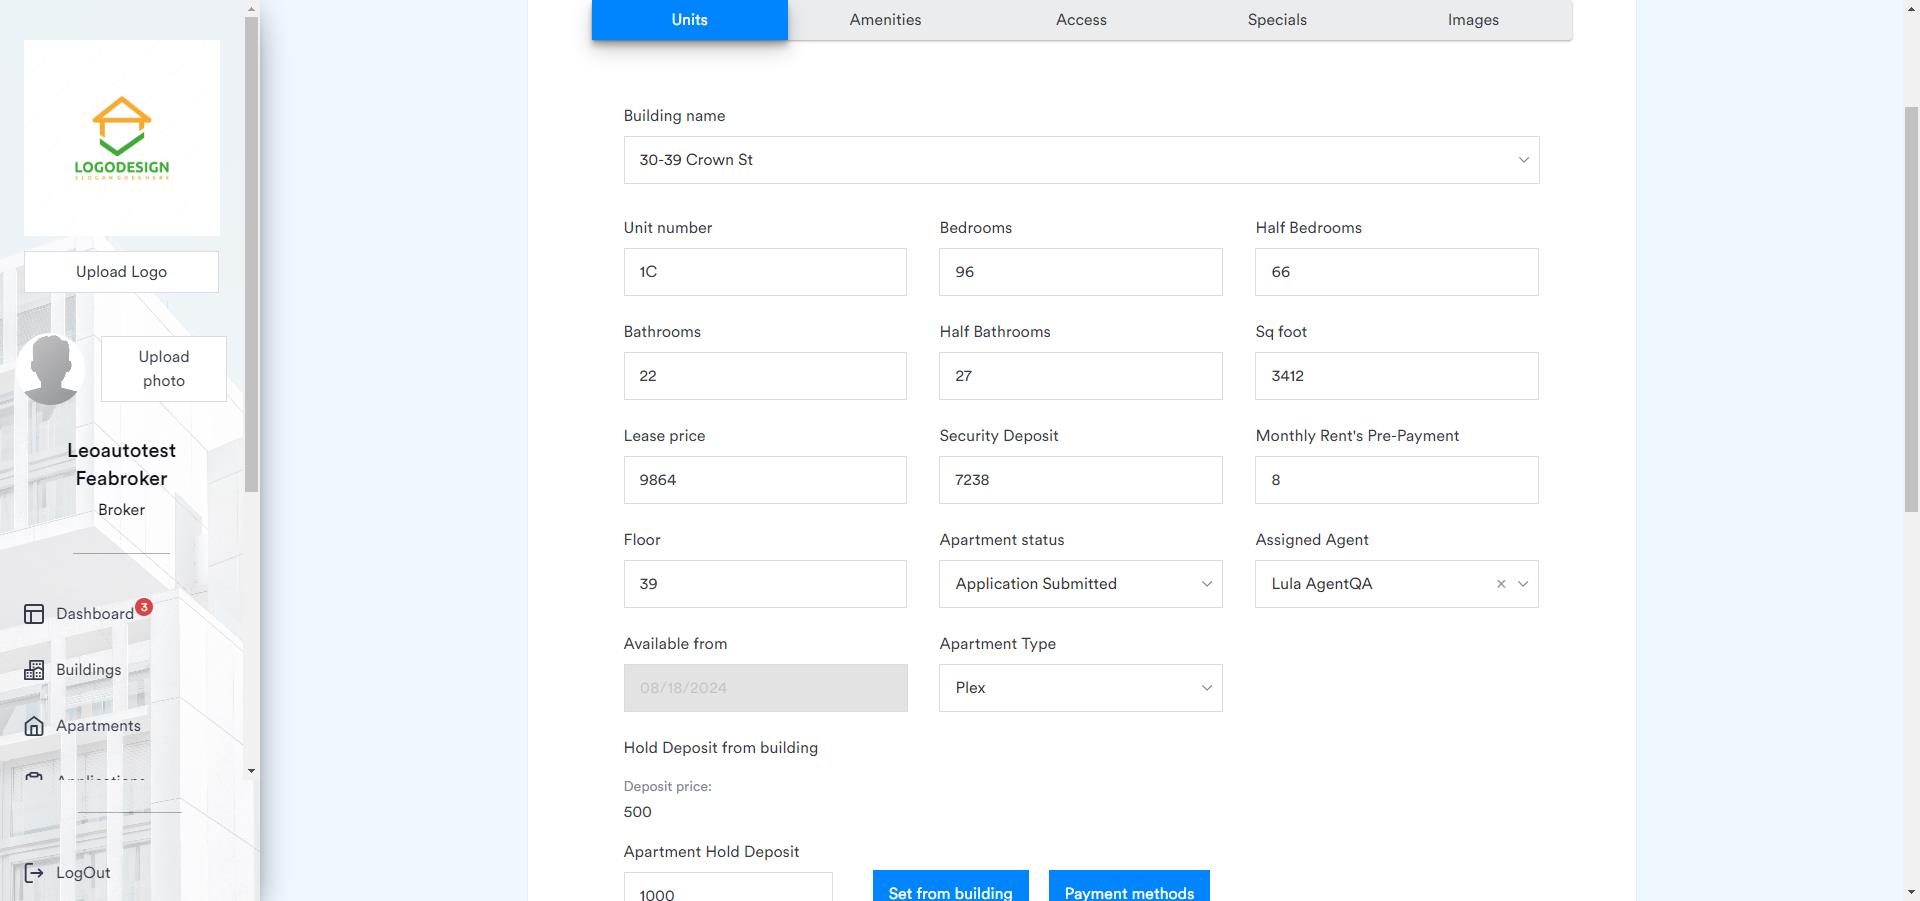 Units
Amenities
Access
Specials
Images
LOGODESIGN
SLOGAN GOES HERE
Upload Logo
Upload
photo
Leoautotest
Feabroker
Broker
Dashboard
3
Buildings
Apartments
Applications
LogOut
Building name
30-39 Crown St
Unit number
Bedrooms
Half Bedrooms
1C
96
66
Bathrooms
Half Bathrooms
Sq foot
22
27
3412
Lease price
Security Deposit
Monthly Rent's Pre-Payment
9864
7238
8
Floor
Apartment status
Assigned Agent
39
Application Submitted
Lula AgentQA
Available from
Apartment Type
08/18/2024
Plex
Hold Deposit from building
Deposit price:
500
Apartment Hold Deposit
1000
Set from building
Payment methods